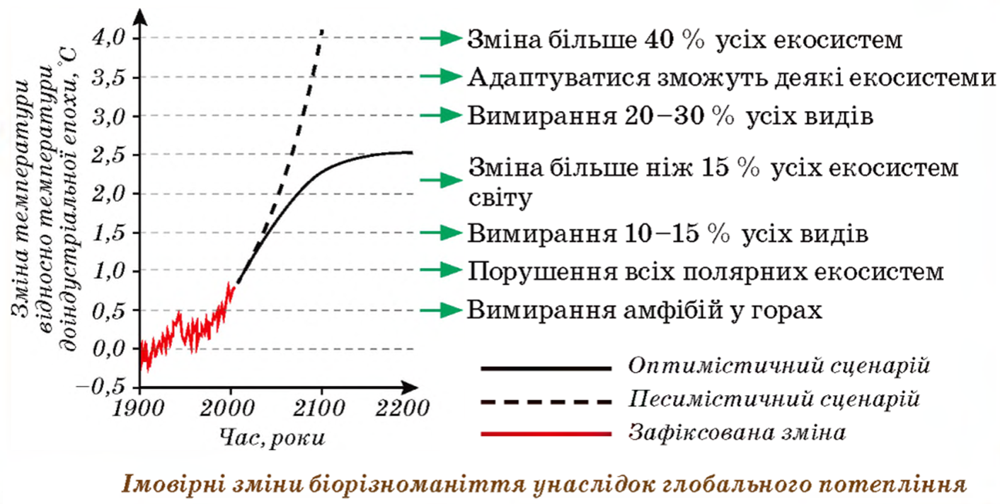 Зміна температури
відносно температури
доіндустріальної епохи, °C
4,0
3,5
3,0
2,5
2,0
1,5
1,0
0,5
0,0
−0,5
1900 2000 2100 2200
Час, роки
Зміна більше 40 % усіх екосистем
Адаптуватися зможуть деякі екосистеми
Вимирання 20–30 % усіх видів
Зміна більше ніж 15 % усіх екосистем
світу
Вимирання 10–15 % усіх видів
Порушення всіх полярних екосистем
Вимирання амфібій у горах
Оптимістичний сценарій
Песимістичний сценарій
Зафіксована зміна
Імовірні зміни біорізноманіття унаслідок глобального потепління